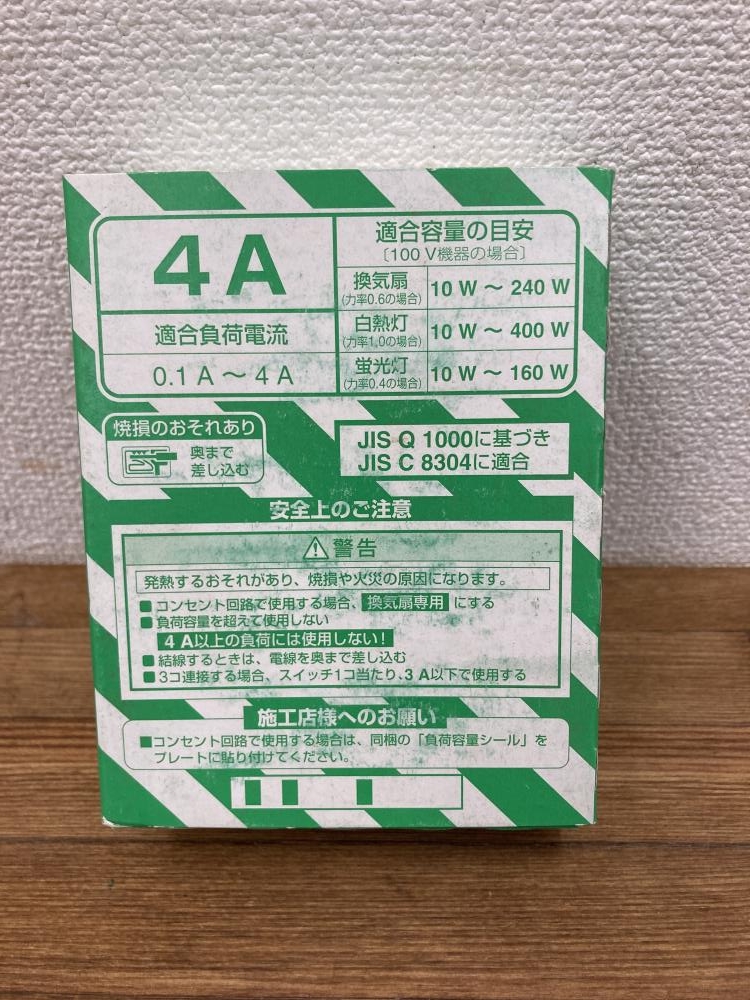 4A
適合負荷電流
0.1 A ～ 4 A
適合容量の目安
〔100 V機器の場合〕
換気扇
(力率0.6の場合)
10 W ～ 240 W
白熱灯
(力率1.0の場合)
10 W ～ 400 W
蛍光灯
(力率0.4の場合)
10 W ～ 160 W
焼損のおそれあり
奥まで
差し込む
JIS Q 1000に基づき
JIS C 8304に適合
安全上のご注意
警告
発熱するおそれがあり、焼損や火災の原因になります。
■コンセント回路で使用する場合、換気扇専用にする
■負荷容量を超えて使用しない
4 A以上の負荷には使用しない！
■結線するときは、電線を奥まで差し込む
■3コ連接する場合、スイッチ1コ当たり、3 A以下で使用する
施工店様へのお願い
■コンセント回路で使用する場合は、同梱の「負荷容量シール」を
プレートに貼り付けてください。